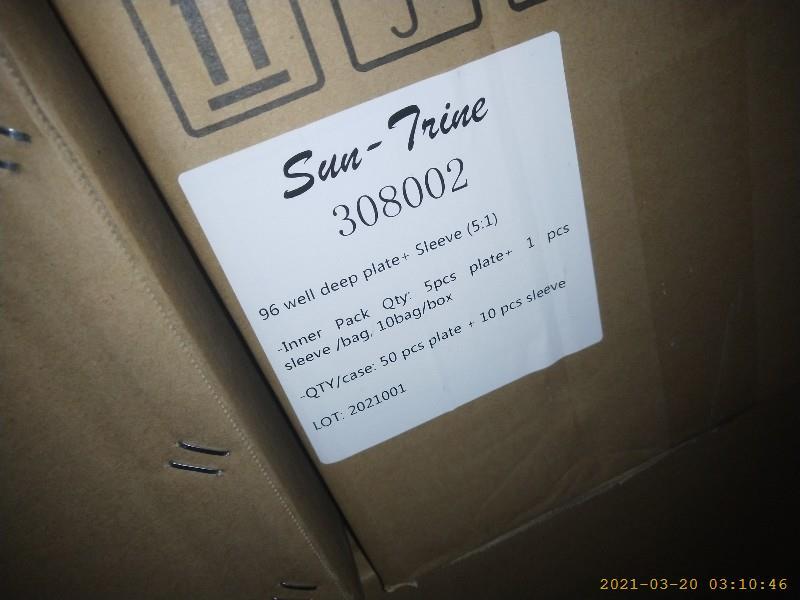 Sun-Trine
308002
96 well deep plate+ Sleeve (5:1)
-Inner Pack Qty: 5pcs plate+ 1 pcs
sleeve /bag, 10bag/box
-QTY/case: 50 pcs plate + 10 pcs sleeve
LOT: 2021001
2021-03-20 03:10:46